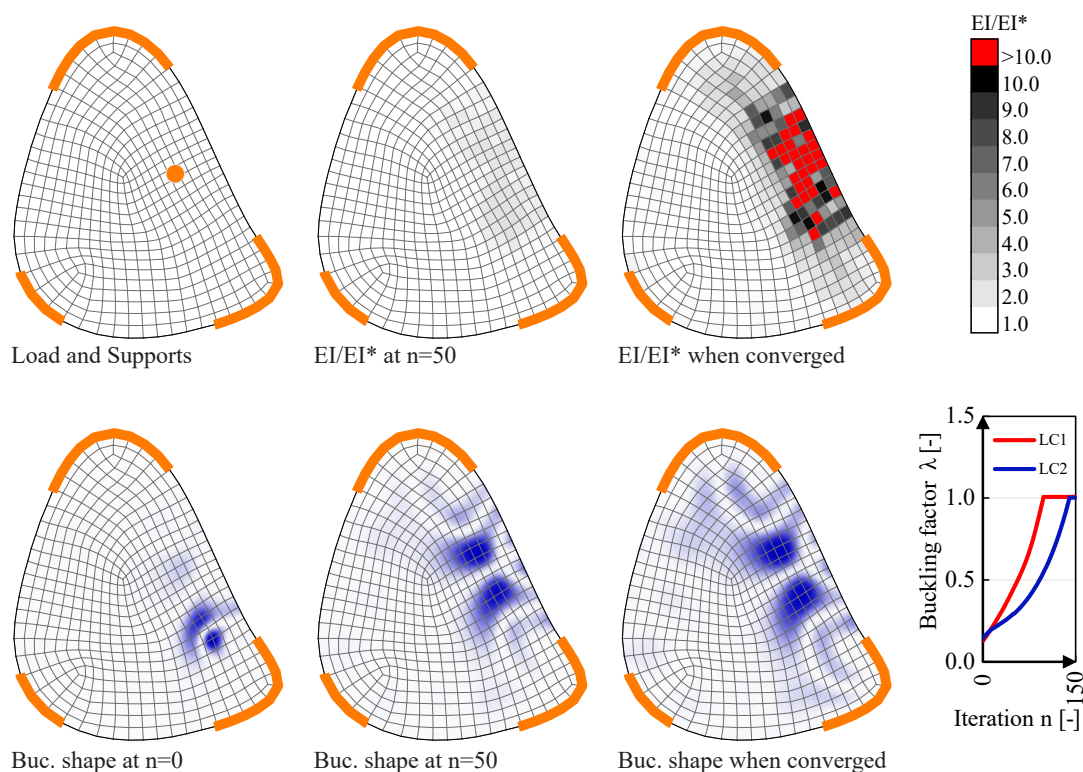 EI/EI*
>10.0
10.0
9.0
8.0
7.0
6.0
5.0
4.0
3.0
2.0
1.0
Load and Supports
EI/EI* at n=50
EI/EI* when converged
1.5
1.0
0.5
0.0
Buckling factor λ [-]
LC1
LC2
0
150
Iteration n [-]
Buc. shape at n=0
Buc. shape at n=50
Buc. shape when converged